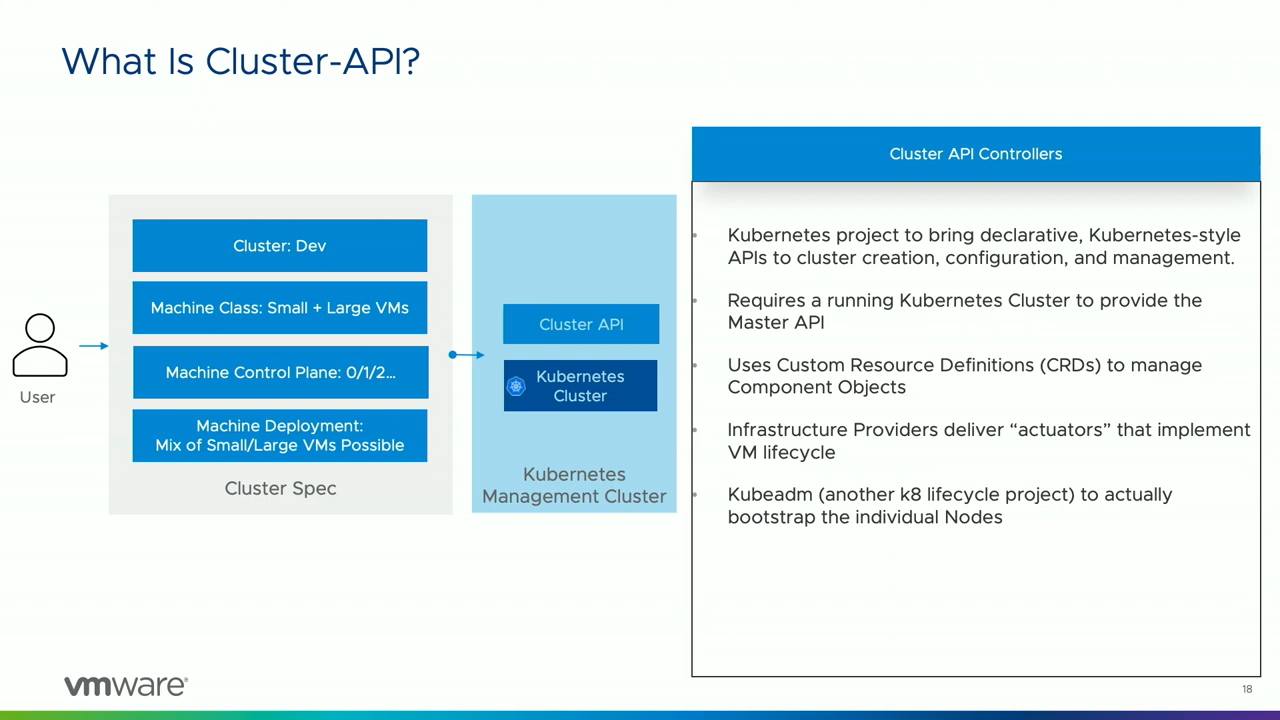 What Is Cluster-API?
User
Cluster: Dev
Machine Class: Small + Large VMs
Machine Control Plane: 0/1/2...
Machine Deployment:
Mix of Small/Large VMs Possible
Cluster Spec
Cluster API
Kubernetes
Cluster
Kubernetes
Management Cluster
Cluster API Controllers
Kubernetes project to bring declarative, Kubernetes-style
APIs to cluster creation, configuration, and management.
Requires a running Kubernetes Cluster to provide the
Master API
Uses Custom Resource Definitions (CRDs) to manage
Component Objects
Infrastructure Providers deliver “actuators” that implement
VM lifecycle
Kubeadm (another k8 lifecycle project) to actually
bootstrap the individual Nodes
vmware®
18